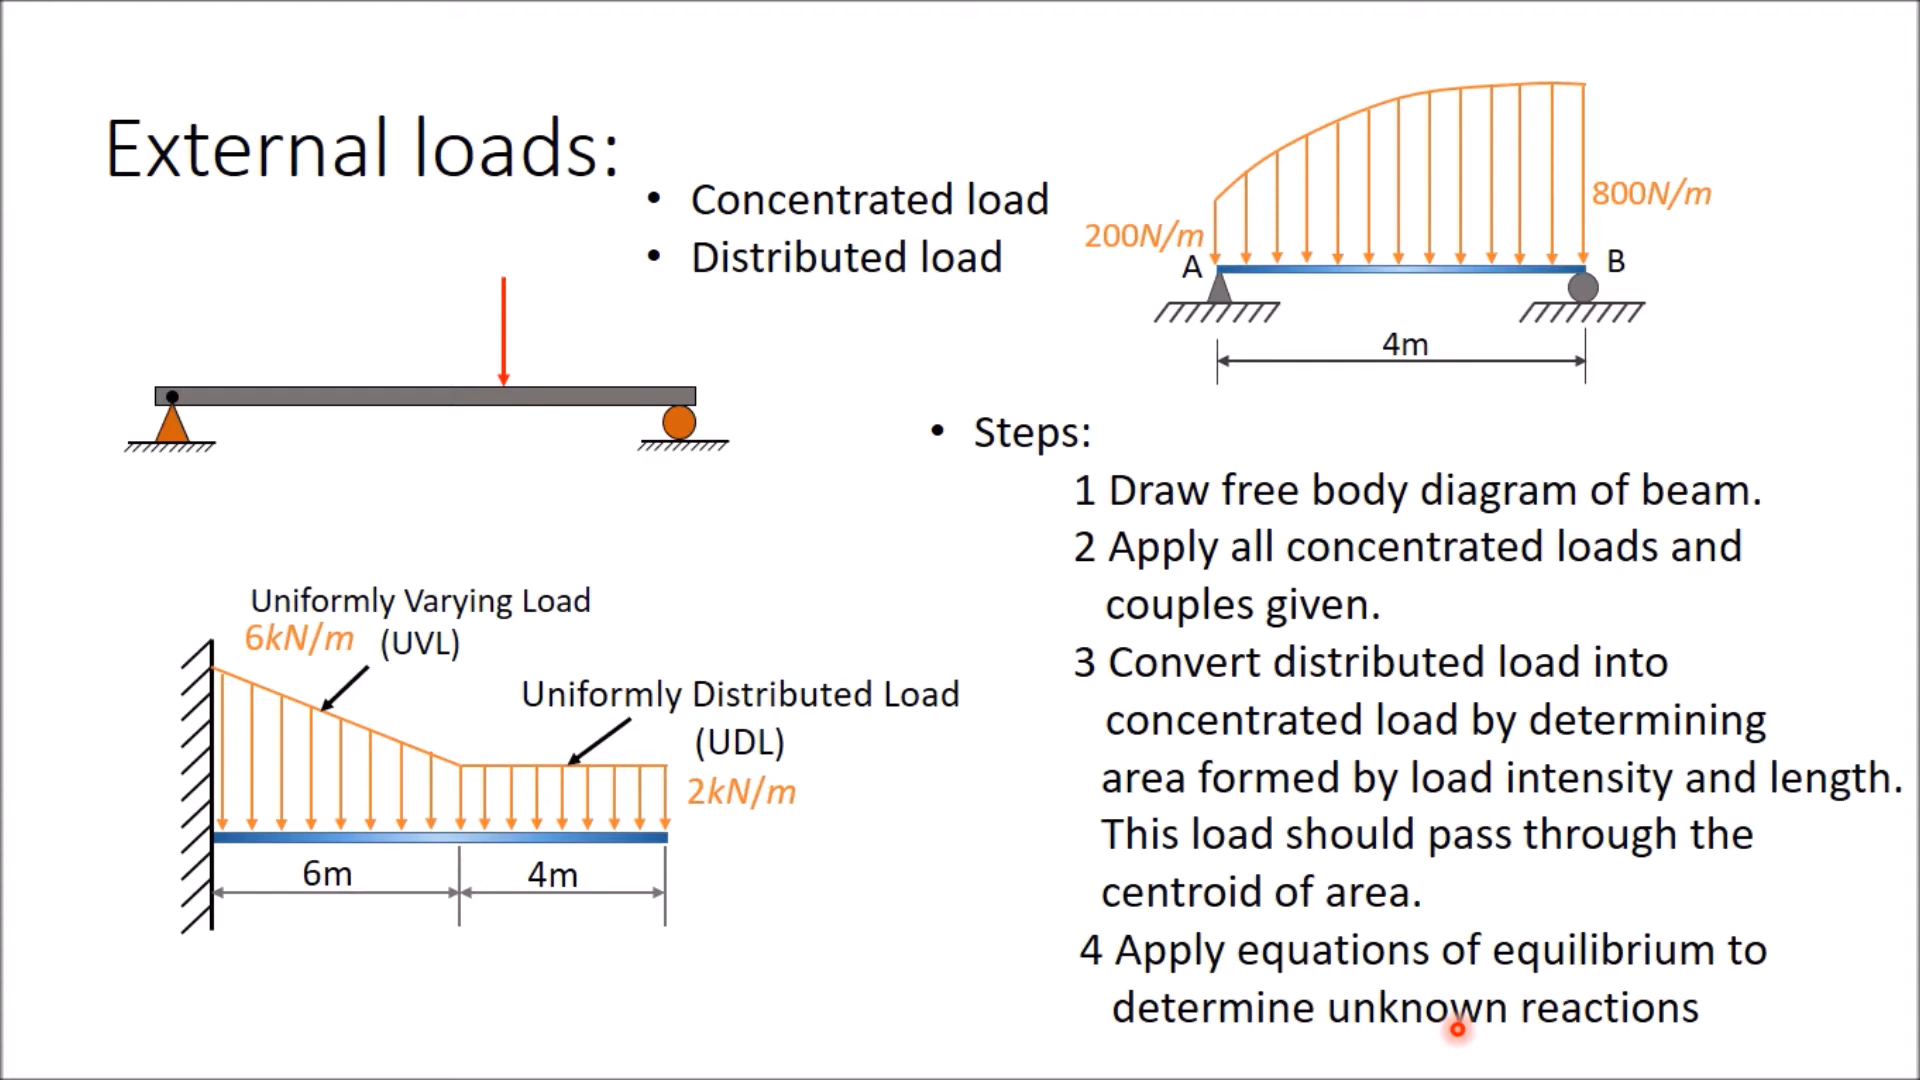 External loads:
• Concentrated load
• Distributed load
200N/m
800N/m
A
B
4m
• Steps:
1 Draw free body diagram of beam.
2 Apply all concentrated loads and
couples given.
3 Convert distributed load into
concentrated load by determining
area formed by load intensity and length.
This load should pass through the
centroid of area.
4 Apply equations of equilibrium to
determine unknown reactions
Uniformly Varying Load
6kN/m (UVL)
Uniformly Distributed Load
(UDL)
2kN/m
6m
4m